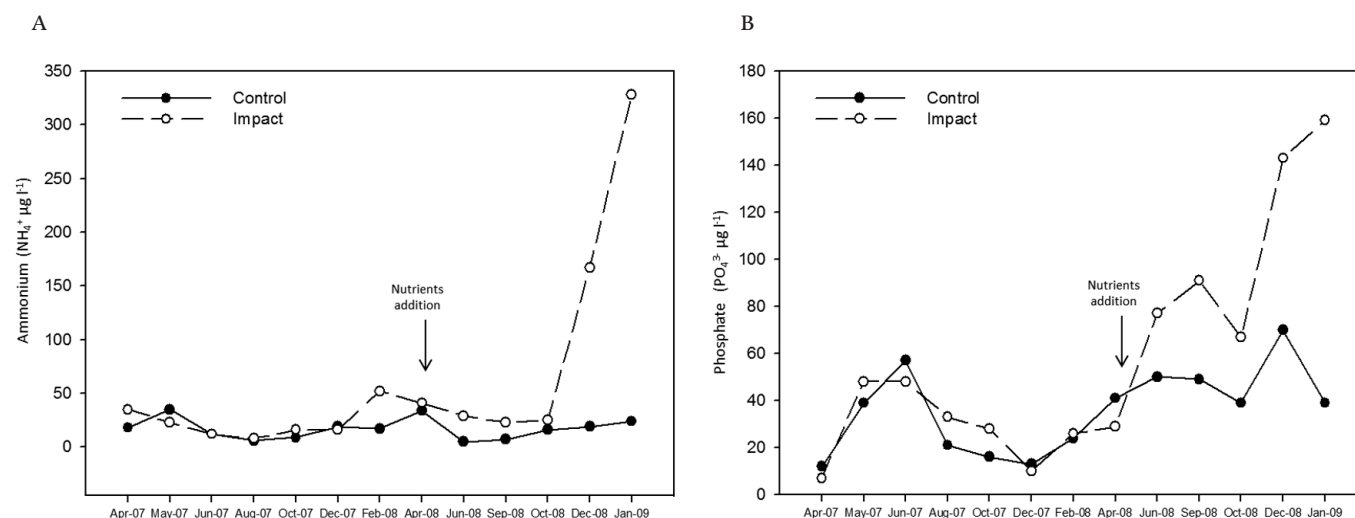 A
350
300
250
200
150
100
50
0
Ammonium (NH₄⁺ µg l⁻¹)
Control
Impact
Nutrients
addition
Apr-07 May-07 Jun-07 Aug-07 Oct-07 Dec-07 Feb-08 Apr-08 Jun-08 Sep-08 Oct-08 Dec-08 Jan-09
B
180
160
140
120
100
80
60
40
20
0
Phosphate (PO₄³⁻ µg l⁻¹)
Control
Impact
Nutrients
addition
Apr-07 May-07 Jun-07 Aug-07 Oct-07 Dec-07 Feb-08 Apr-08 Jun-08 Sep-08 Oct-08 Dec-08 Jan-09